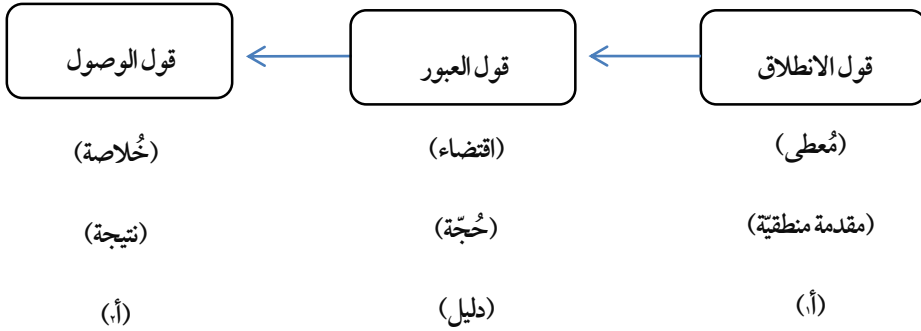 قول الانطلاق قول العبور قول الوصول
(مُعطى) (اقتضاء) (خُلاصة)
(مقدمة منطقيّة) (حُجّة) (نتيجة)
(أ١) (دليل) (أ٢)